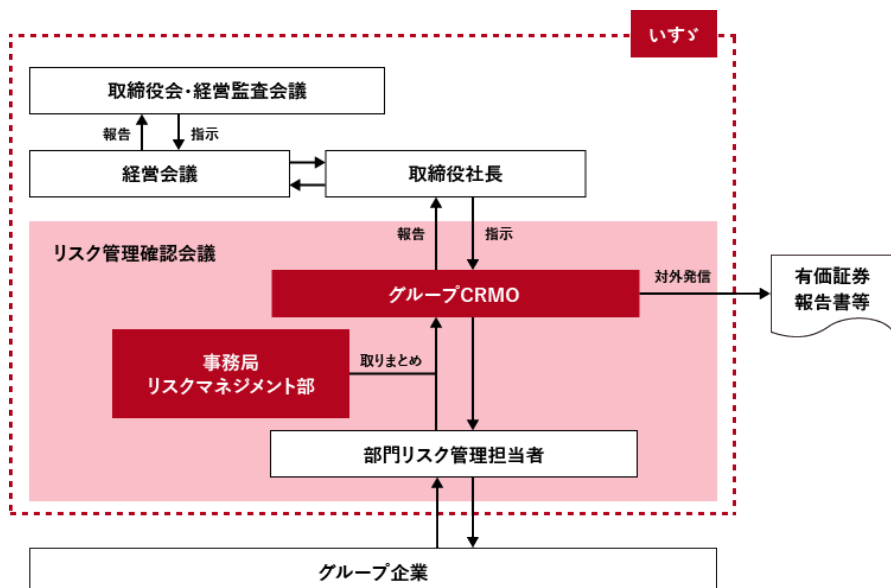 いすゞ
取締役会・経営監査会議
報告
指示
経営会議
取締役社長
リスク管理確認会議
報告
指示
グループCRMO
対外発信
有価証券
報告書等
事務局
リスクマネジメント部
取りまとめ
部門リスク管理担当者
グループ企業